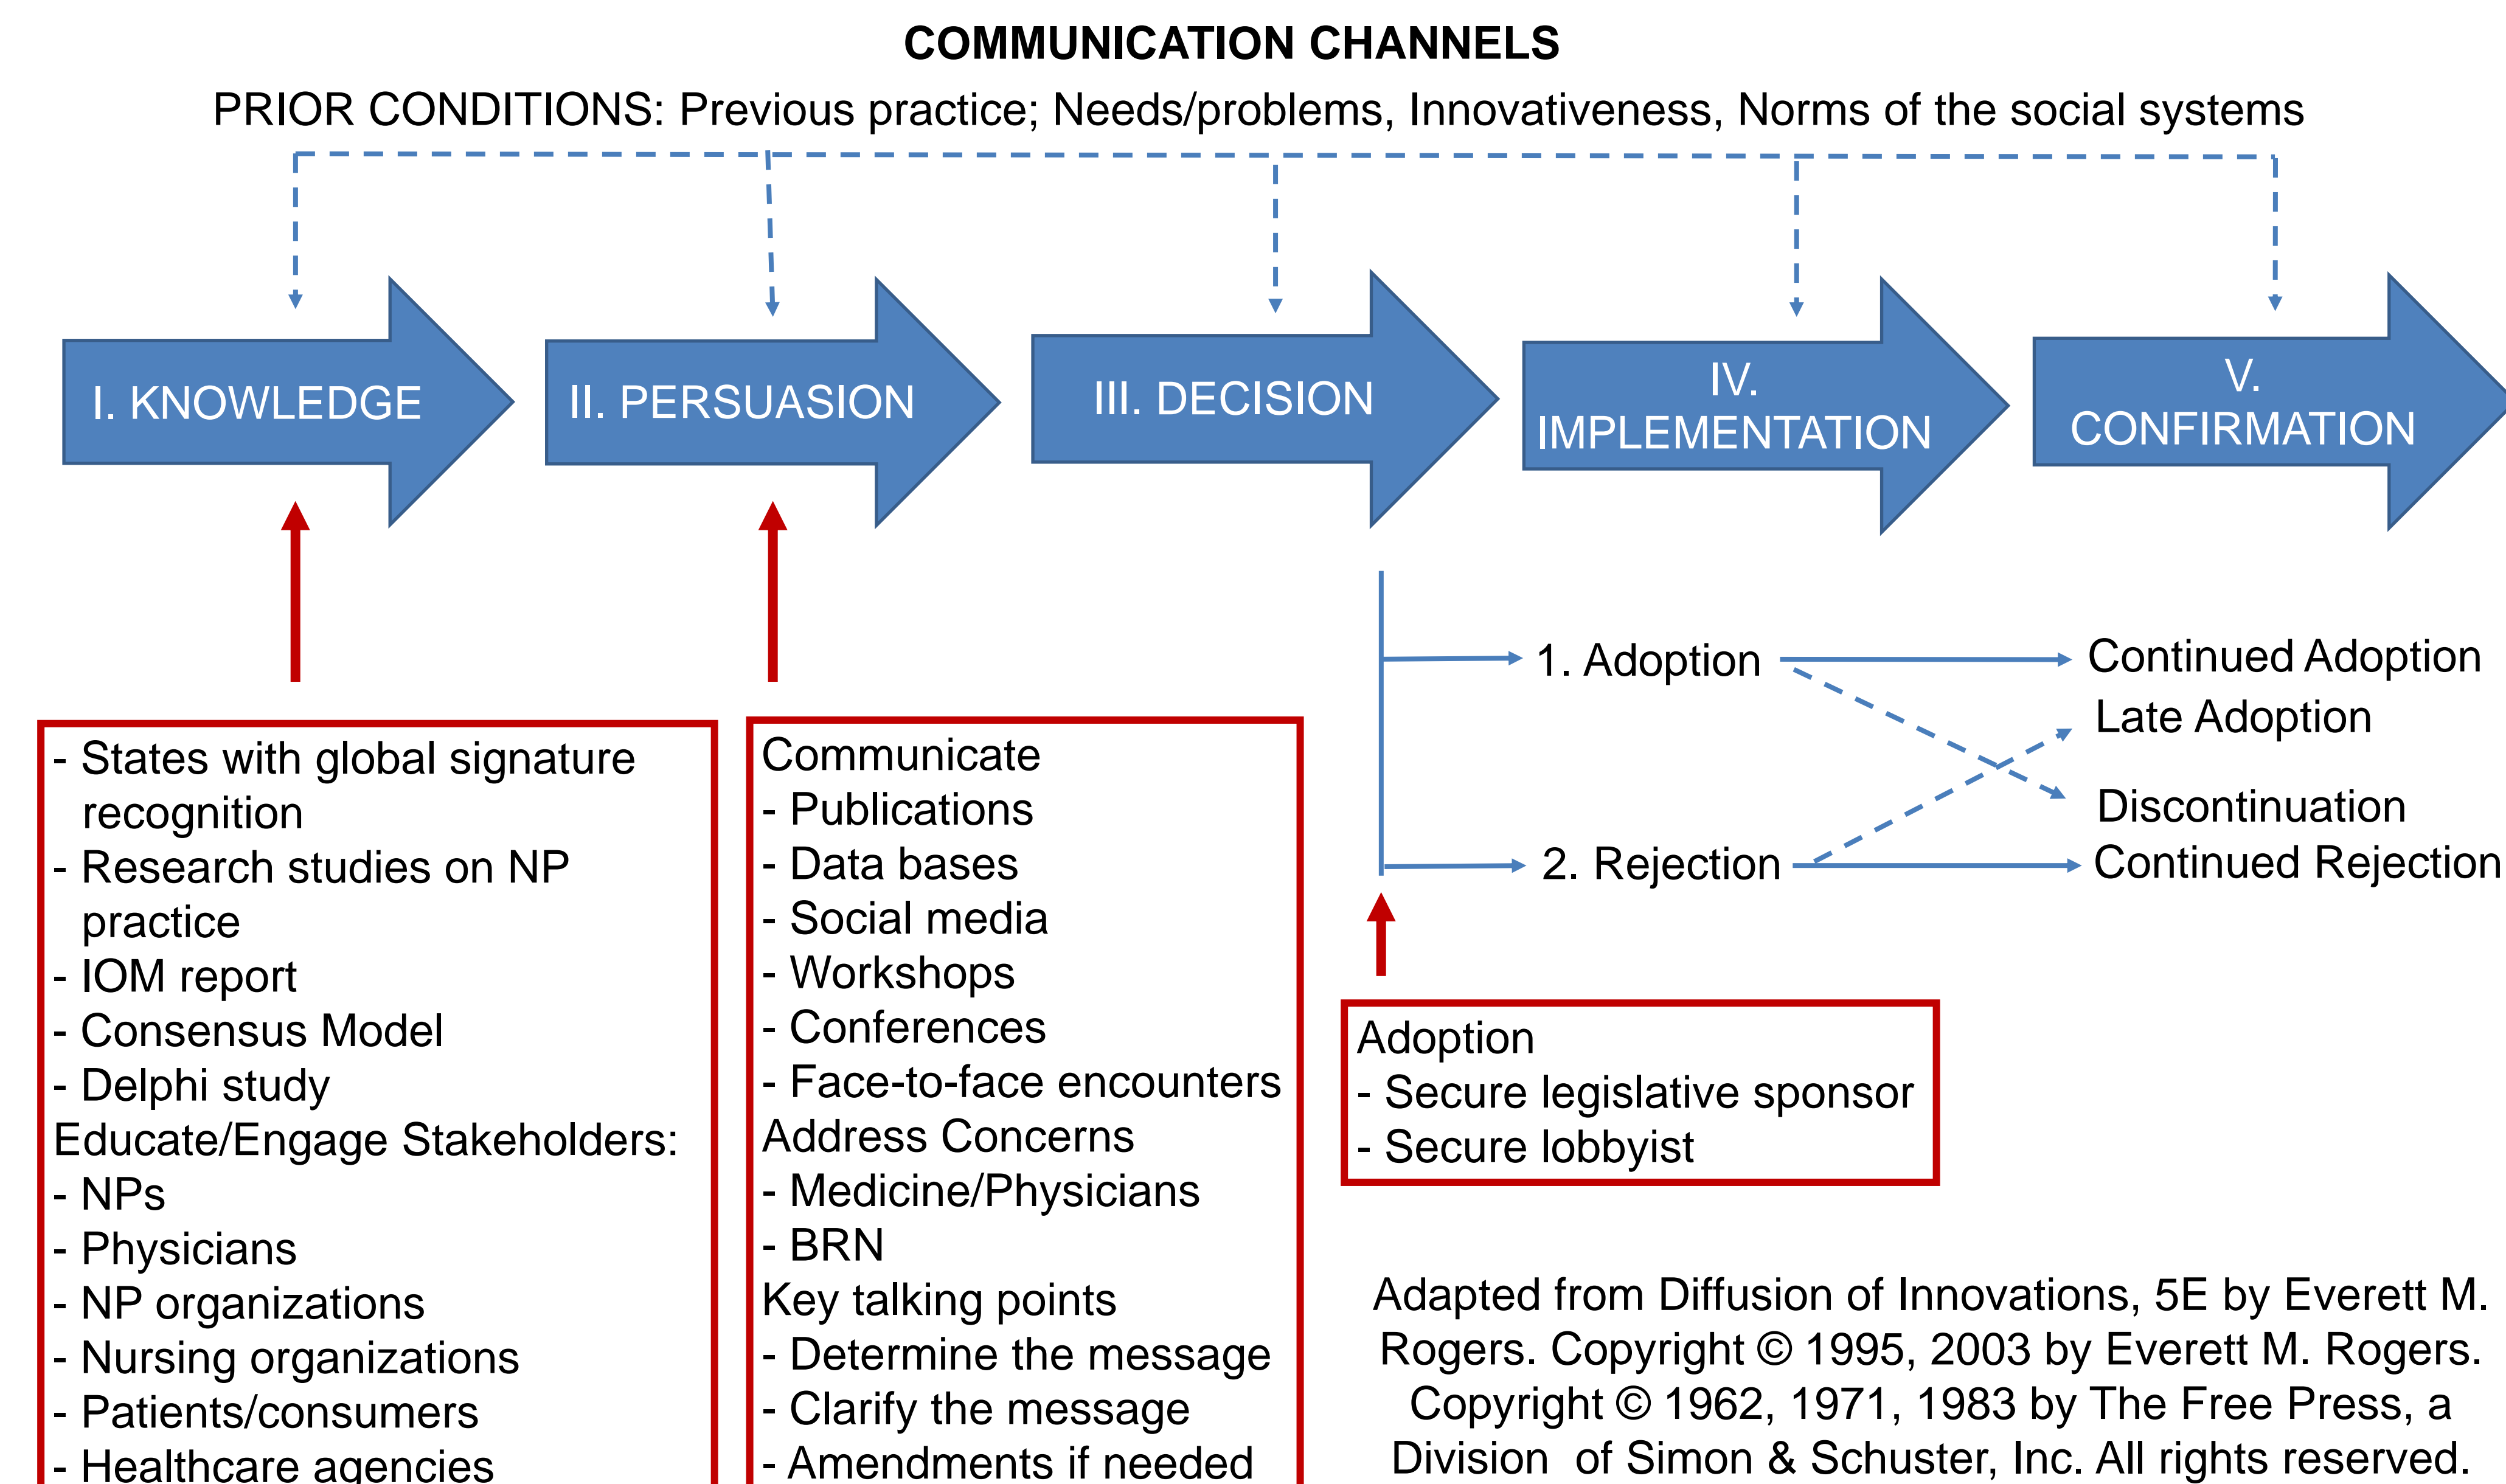 COMMUNICATION CHANNELS
PRIOR CONDITIONS: Previous practice; Needs/problems, Innovativeness, Norms of the social systems
I. KNOWLEDGE
II. PERSUASION
III. DECISION
IV.
IMPLEMENTATION
V.
CONFIRMATION
1. Adoption
Continued Adoption
Late Adoption
Discontinuation
2. Rejection
Continued Rejection
- States with global signature
recognition
- Research studies on NP
practice
- IOM report
- Consensus Model
- Delphi study
Educate/Engage Stakeholders:
- NPs
- Physicians
- NP organizations
- Nursing organizations
- Patients/consumers
- Healthcare agencies
Communicate
- Publications
- Data bases
- Social media
- Workshops
- Conferences
- Face-to-face encounters
Address Concerns
- Medicine/Physicians
- BRN
Key talking points
- Determine the message
- Clarify the message
- Amendments if needed
Adoption
- Secure legislative sponsor
- Secure lobbyist
Adapted from Diffusion of Innovations, 5E by Everett M.
Rogers. Copyright © 1995, 2003 by Everett M. Rogers.
Copyright © 1962, 1971, 1983 by The Free Press, a
Division of Simon & Schuster, Inc. All rights reserved.